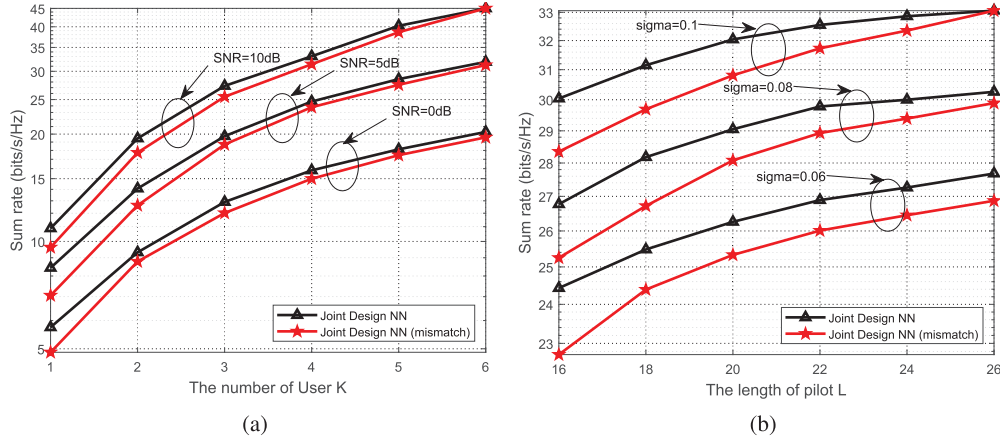 45
40
35
30
25
20
15
10
5
Sum rate (bits/s/Hz)
SNR=10dB
SNR=5dB
SNR=0dB
Joint Design NN
Joint Design NN (mismatch)
1 2 3 4 5 6
The number of User K
(a)
33
32
31
30
29
28
27
26
25
24
23
Sum rate (bits/s/Hz)
sigma=0.1
sigma=0.08
sigma=0.06
Joint Design NN
Joint Design NN (mismatch)
16 18 20 22 24 26
The length of pilot L
(b)